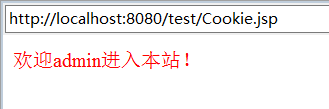 http://localhost:8080/test/Cookie.jsp
欢迎admin进入本站！